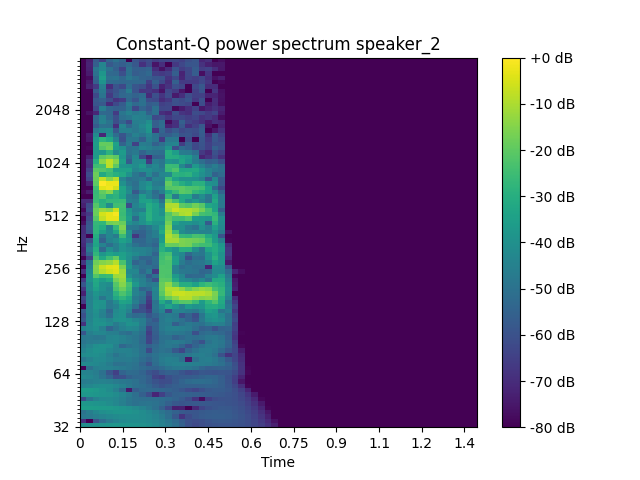 Constant-Q power spectrum speaker_2
+0 dB
-10 dB
-20 dB
-30 dB
-40 dB
-50 dB
-60 dB
-70 dB
-80 dB
2048
1024
512
256
128
64
32
Hz
0 0.15 0.3 0.45 0.6 0.75 0.9 1.1 1.2 1.4
Time